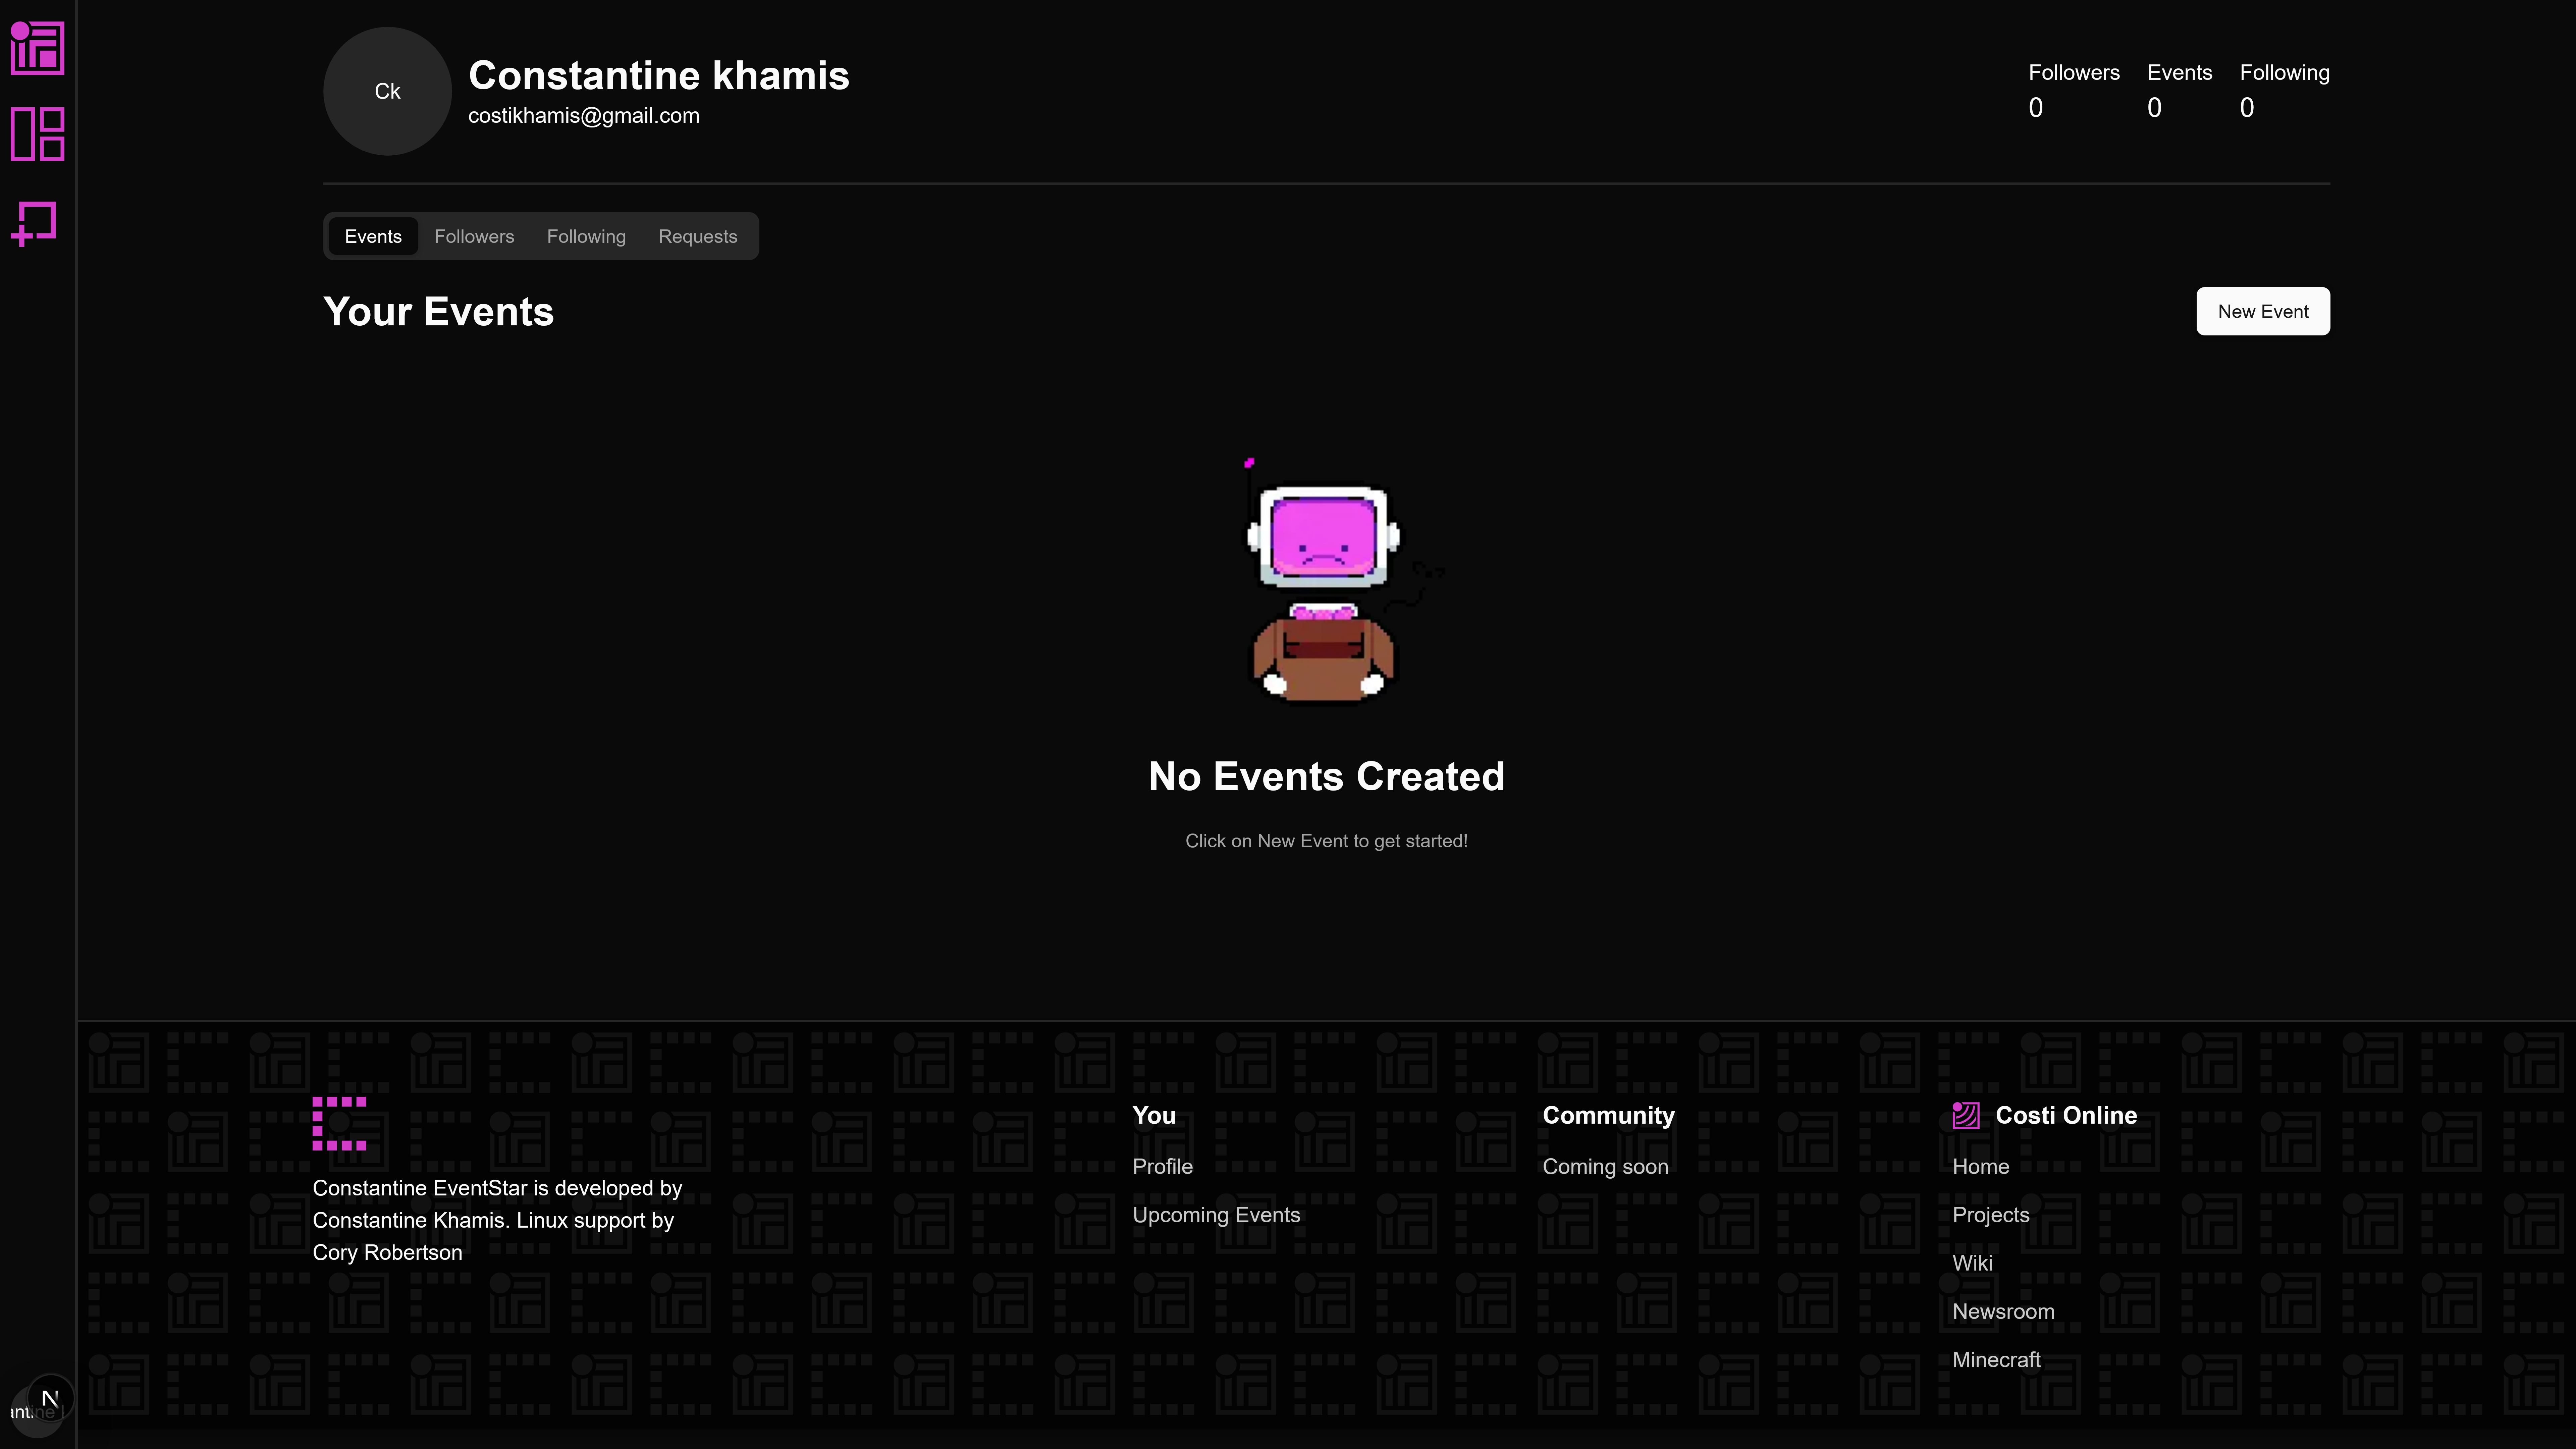 Ck
Constantine khamis
costikhamis@gmail.com
Followers Events Following
0 0 0
Events Followers Following Requests
Your Events
New Event
No Events Created
Click on New Event to get started!
Constantine EventStar is developed by
Constantine Khamis. Linux support by
Cory Robertson
You
Profile
Upcoming Events
Community
Coming soon
Costi Online
Home
Projects
Wiki
Newsroom
Minecraft
N